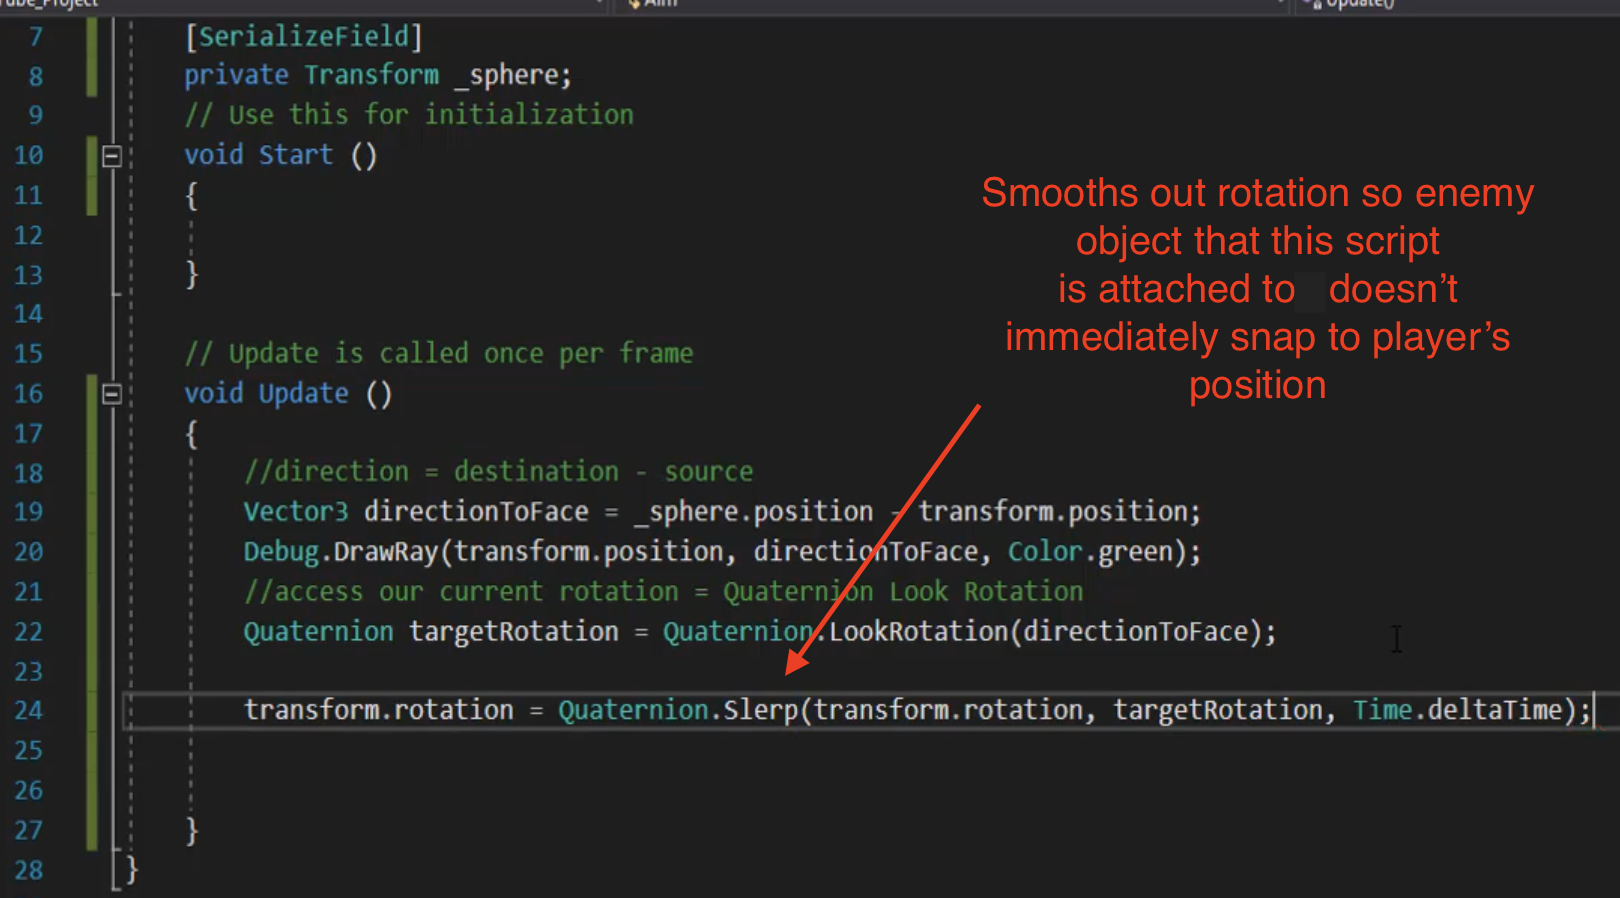 Aim
Update()
7 [SerializeField]
8 private Transform _sphere;
9 // Use this for initialization
10 void Start ()
11 {
12
13 }
14
15 // Update is called once per frame
16 void Update ()
17 {
18 //direction = destination - source
19 Vector3 directionToFace = _sphere.position - transform.position;
20 Debug.DrawRay(transform.position, directionToFace, Color.green);
21 //access our current rotation = Quaternion Look Rotation
22 Quaternion targetRotation = Quaternion.LookRotation(directionToFace);
23
24 transform.rotation = Quaternion.Slerp(transform.rotation, targetRotation, Time.deltaTime);
25
26
27 }
28 }
Smooths out rotation so enemy
object that this script
is attached to doesn’t
immediately snap to player’s
position